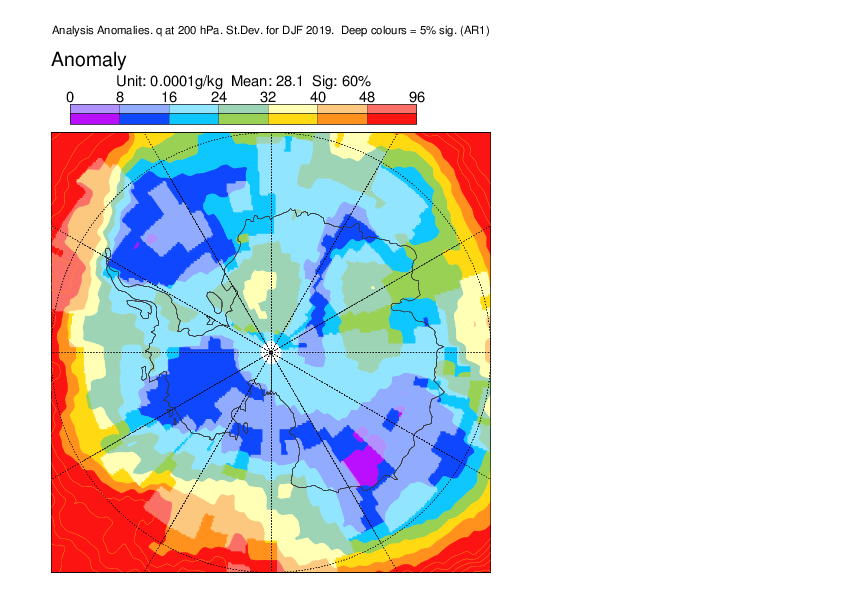 Analysis Anomalies. q at 200 hPa. St.Dev. for DJF 2019.  Deep colours = 5% sig. (AR1)
Anomaly
Unit: 0.0001g/kg  Mean: 28.1  Sig: 60%
0 8 16 24 32 40 48 96